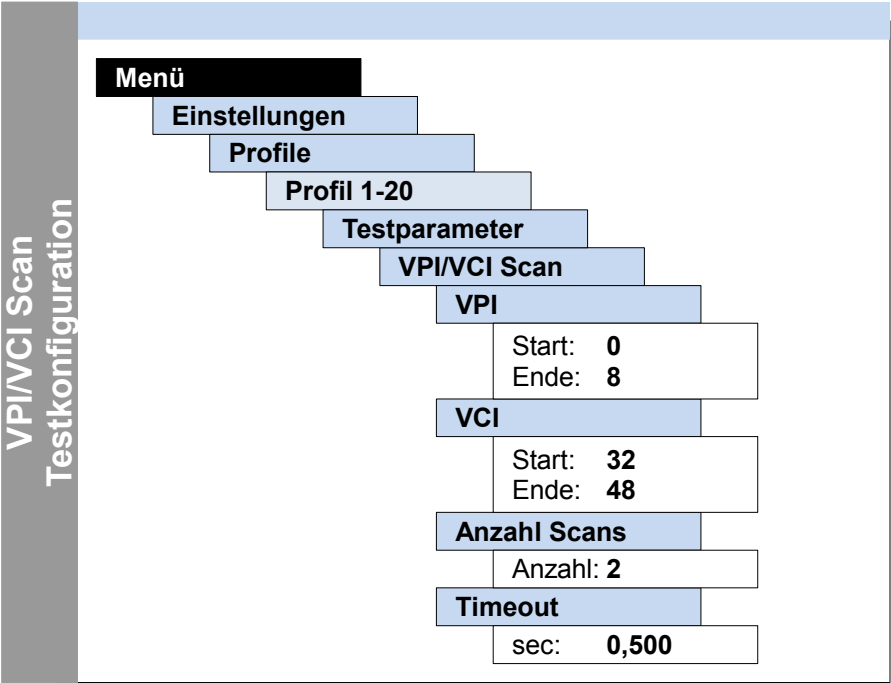 VPI/VCI Scan
Testkonfiguration
Menü
Einstellungen
Profile
Profil 1-20
Testparameter
VPI/VCI Scan
VPI
Start: 0
Ende: 8
VCI
Start: 32
Ende: 48
Anzahl Scans
Anzahl: 2
Timeout
sec: 0,500